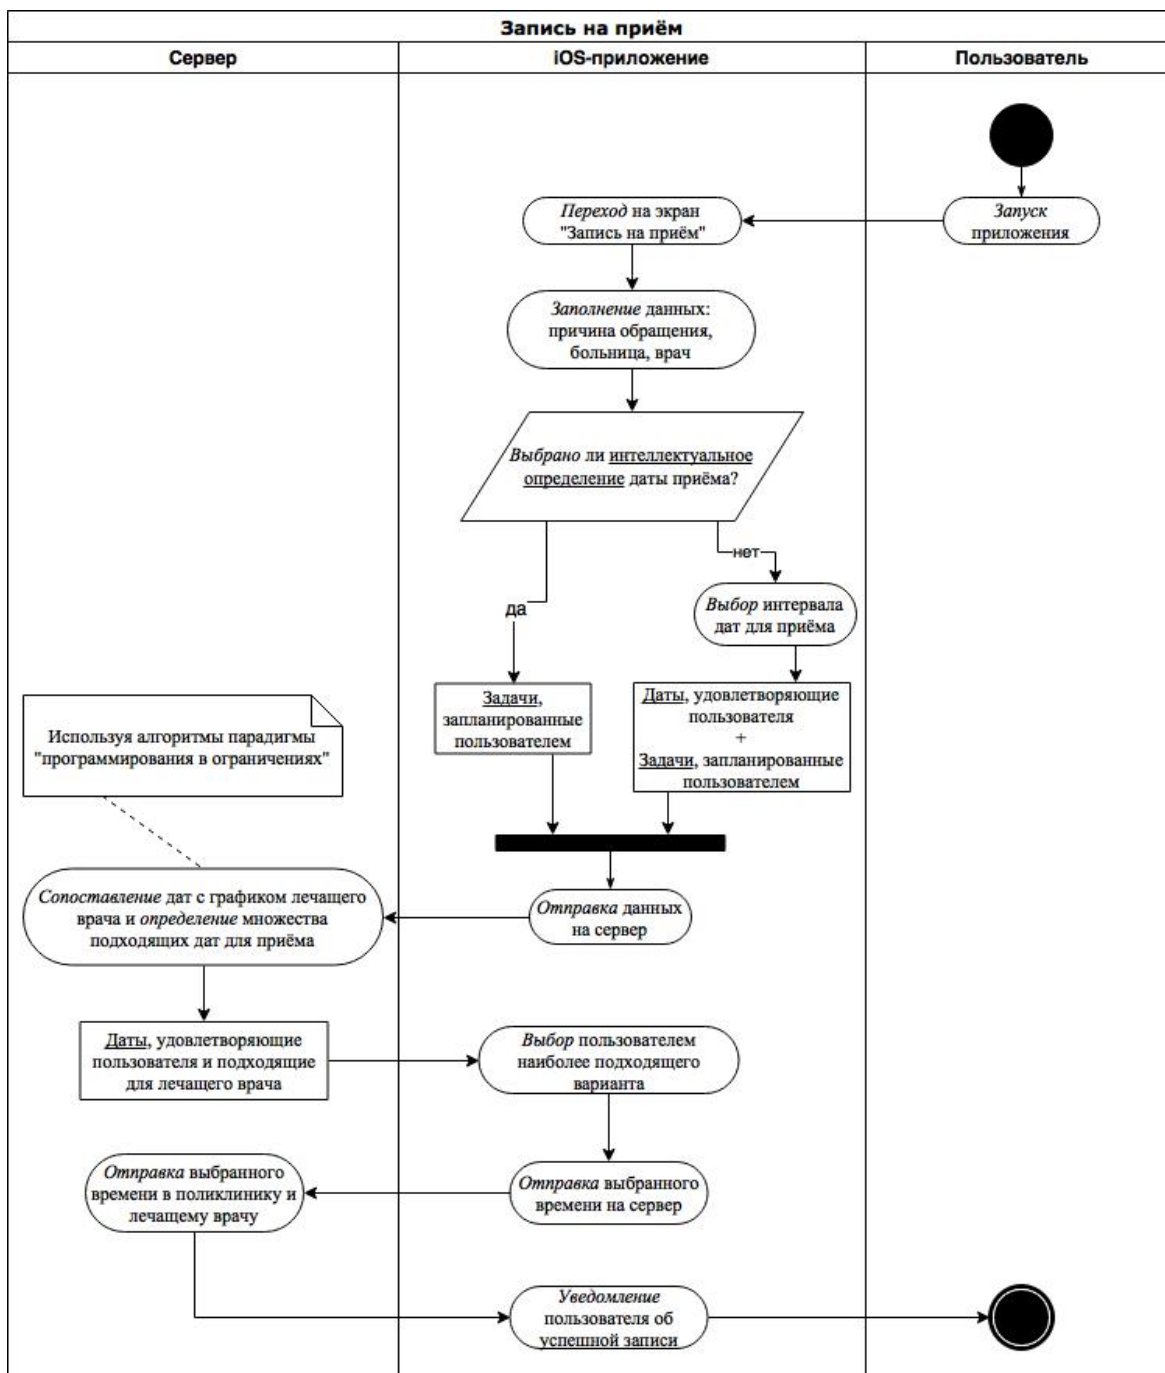 Запись на приём
Сервер
iOS-приложение
Пользователь
Запуск
приложения
Переход на экран
"Запись на приём"
Заполнение данных:
причина обращения,
больница, врач
Выбрано ли интеллектуальное
определение даты приёма?
нет
Выбор интервала
дат для приёма
да
Задачи,
запланированные
пользователем
Даты, удовлетворяющие
пользователя
+
Задачи, запланированные
пользователем
Используя алгоритмы парадигмы
"программирования в ограничениях"
Отправка данных
на сервер
Сопоставление дат с графиком лечащего
врача и определение множества
подходящих дат для приёма
Даты, удовлетворяющие
пользователя и подходящие
для лечащего врача
Выбор пользователем
наиболее подходящего
варианта
Отправка выбранного
времени на сервер
Отправка выбранного
времени в поликлинику и
лечащему врачу
Уведомление
пользователя об
успешной записи